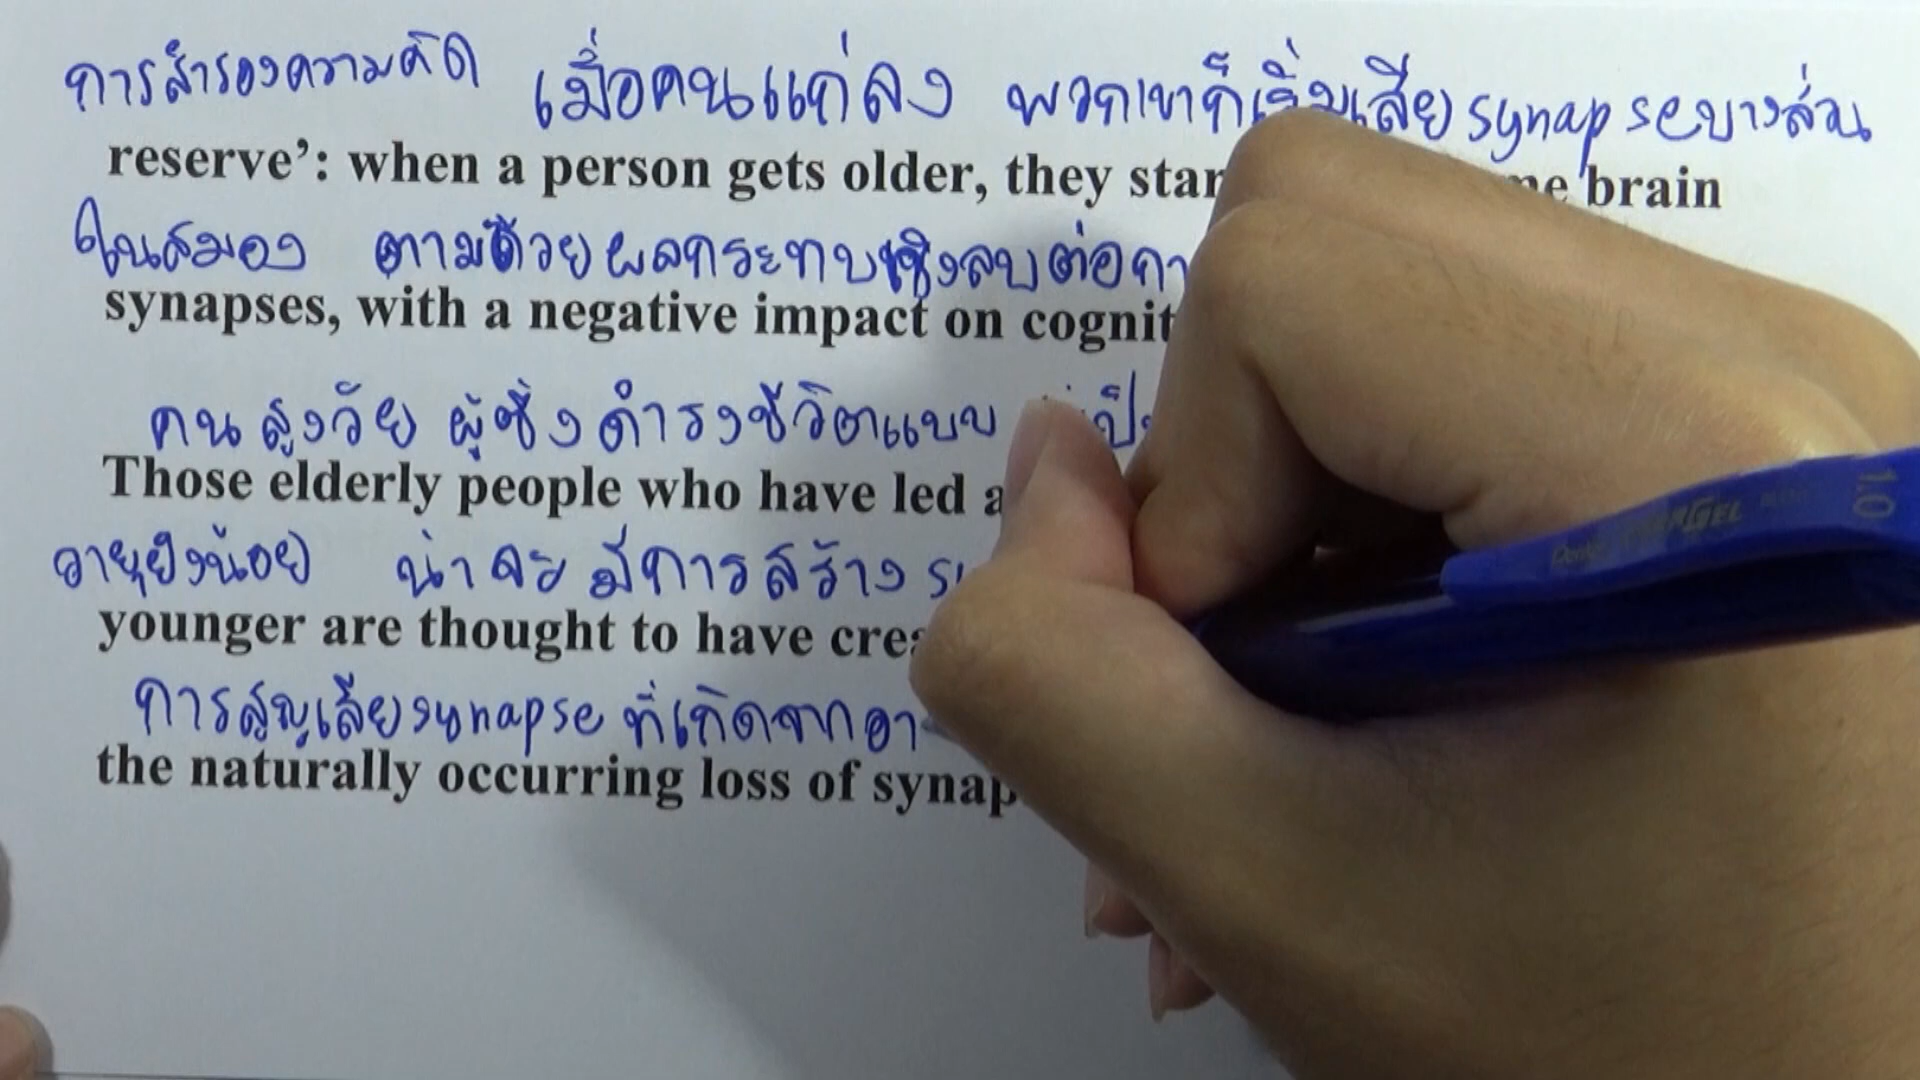 การสำรองความคิด เมื่อคนแก่ลง พวกเขาก็เริ่มเสีย synapse บางส่วน
reserve’: when a person gets older, they star brain
ในสมอง ตามด้วยผลกระทบเชิงลบต่อกา
synapses, with a negative impact on cognit
คนสูงวัย ผู้ซึ่งดำรงชีวิตแบบ
Those elderly people who have led a
อายุยิ่งน้อย น่าจะมีการสร้าง
younger are thought to have crea
การสูญเสีย synapse ที่เกิดจากอา
the naturally occurring loss of synap
1.0